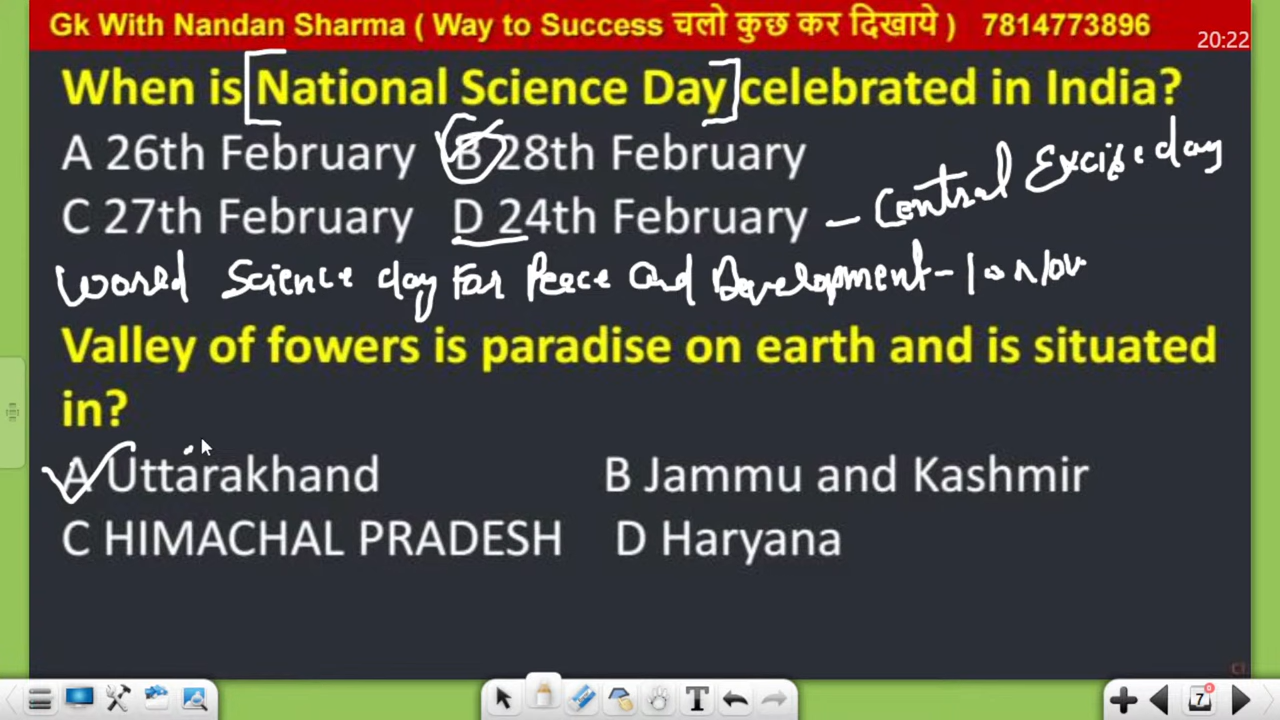 Gk With Nandan Sharma ( Way to Success चलो कुछ कर दिखाये ) 7814773896
20:22
When is [National Science Day] celebrated in India?
A 26th February B 28th February
C 27th February D 24th February – Central Excise day
World Science day For Peace and Development - 10 Nov
Valley of fowers is paradise on earth and is situated
in?
A Uttarakhand B Jammu and Kashmir
C HIMACHAL PRADESH D Haryana
T 7